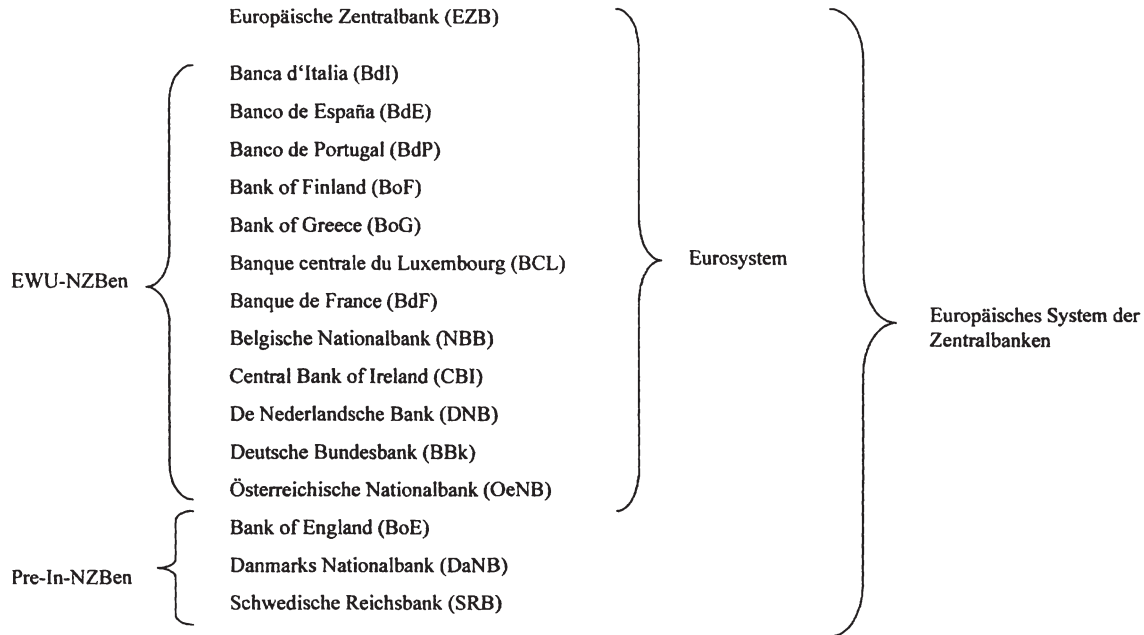 Europäische Zentralbank (EZB)
Banca d‘Italia (BdI)
Banco de España (BdE)
Banco de Portugal (BdP)
Bank of Finland (BoF)
Bank of Greece (BoG)
Banque centrale du Luxembourg (BCL)
Banque de France (BdF)
Belgische Nationalbank (NBB)
Central Bank of Ireland (CBI)
De Nederlandsche Bank (DNB)
Deutsche Bundesbank (BBk)
Österreichische Nationalbank (OeNB)
Bank of England (BoE)
Danmarks Nationalbank (DaNB)
Schwedische Reichsbank (SRB)
EWU-NZBen
Pre-In-NZBen
Eurosystem
Europäisches System der
Zentralbanken